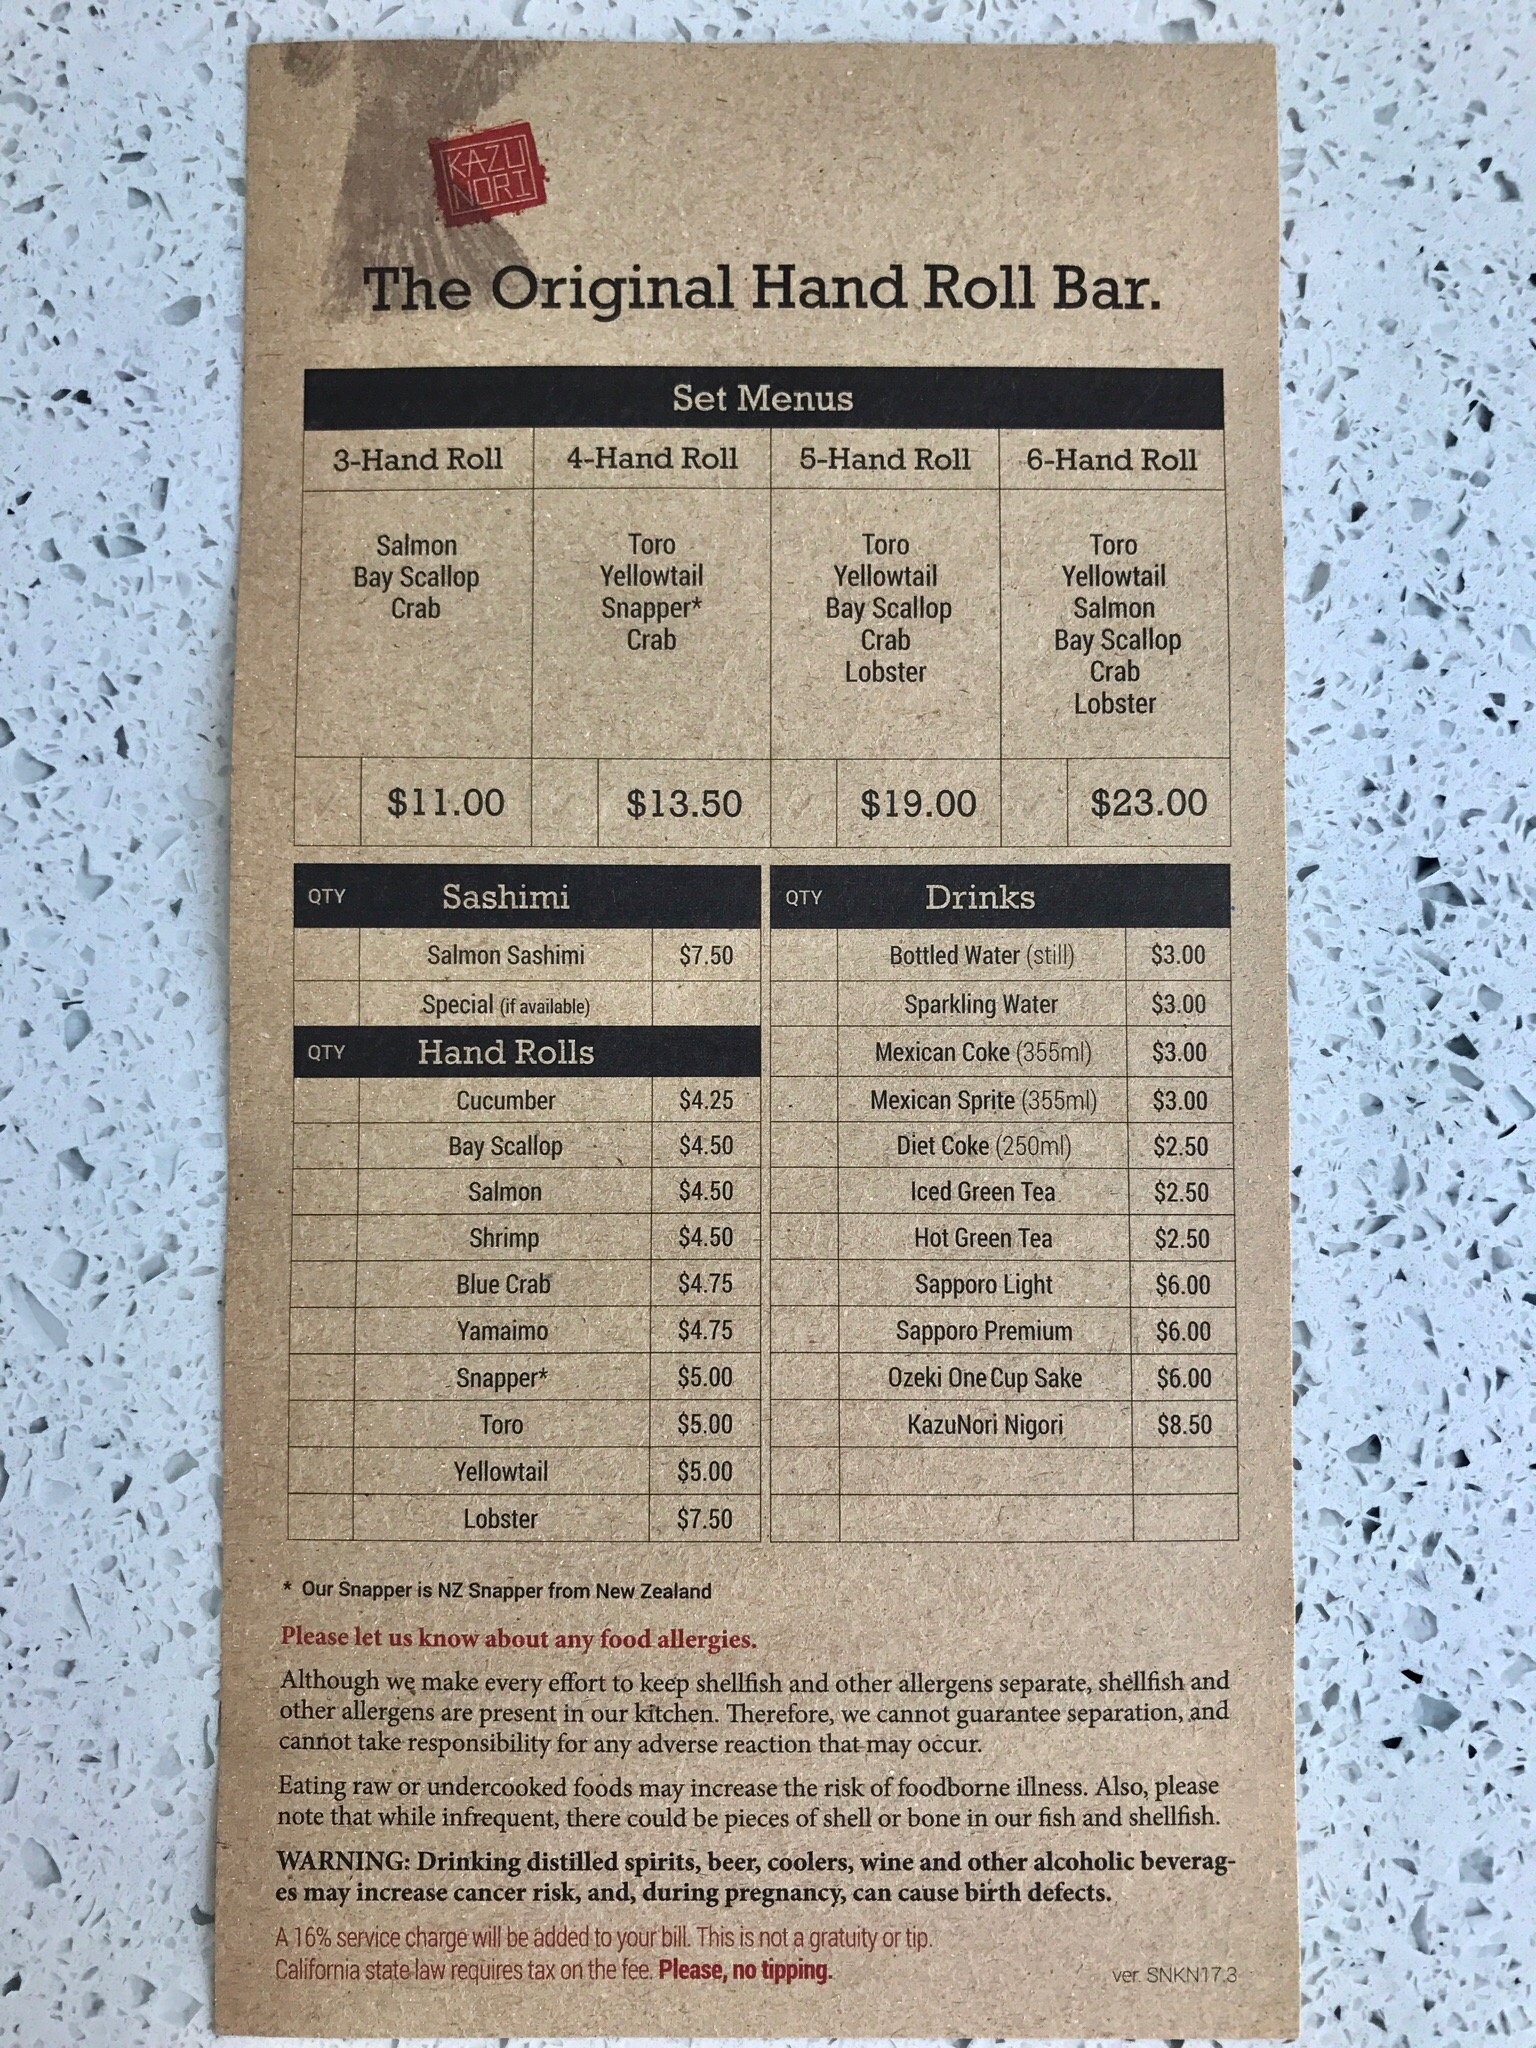 KAZU
NORI
The Original Hand Roll Bar.
Set Menus
3-Hand Roll 4-Hand Roll 5-Hand Roll 6-Hand Roll
Salmon Toro Toro Toro
Bay Scallop Yellowtail Yellowtail Yellowtail
Crab Snapper* Bay Scallop Salmon
Crab Crab Bay Scallop
Lobster Crab
Lobster
$11.00 $13.50 $19.00 $23.00
QTY Sashimi
Salmon Sashimi $7.50
Special (if available)
QTY Hand Rolls
Cucumber $4.25
Bay Scallop $4.50
Salmon $4.50
Shrimp $4.50
Blue Crab $4.75
Yamaimo $4.75
Snapper* $5.00
Toro $5.00
Yellowtail $5.00
Lobster $7.50
QTY Drinks
Bottled Water (still) $3.00
Sparkling Water $3.00
Mexican Coke (355ml) $3.00
Mexican Sprite (355ml) $3.00
Diet Coke (250ml) $2.50
Iced Green Tea $2.50
Hot Green Tea $2.50
Sapporo Light $6.00
Sapporo Premium $6.00
Ozeki One Cup Sake $6.00
KazuNori Nigori $8.50
* Our Snapper is NZ Snapper from New Zealand
Please let us know about any food allergies.
Although we make every effort to keep shellfish and other allergens separate, shellfish and
other allergens are present in our kitchen. Therefore, we cannot guarantee separation, and
cannot take responsibility for any adverse reaction that may occur.
Eating raw or undercooked foods may increase the risk of foodborne illness. Also, please
note that while infrequent, there could be pieces of shell or bone in our fish and shellfish.
WARNING: Drinking distilled spirits, beer, coolers, wine and other alcoholic beverag-
es may increase cancer risk, and, during pregnancy, can cause birth defects.
A 16% service charge will be added to your bill. This is not a gratuity or tip.
California state law requires tax on the fee. Please, no tipping.
ver. SNKN17.3